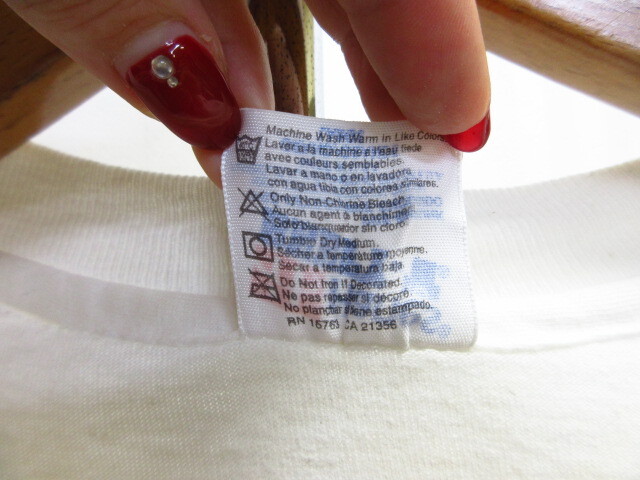 Machine Wash Warm in Like Colors
Laver a la machine a l'eau tiede
avec couleurs semblables.
Lavar a mano o en lavadora
con agua tibia con colores similares.
Only Non-Chlorine Bleach.
Aucun agent à blanchiment
Solo blanqueador sin cloro.
Tumble Dry Medium.
Sécher a température moyenne.
Secar a temperatura baja.
Do Not Iron If Decorated.
Ne pas repasser si décoré.
No planchar si tiene estampado.
RN 15763 CA 21356